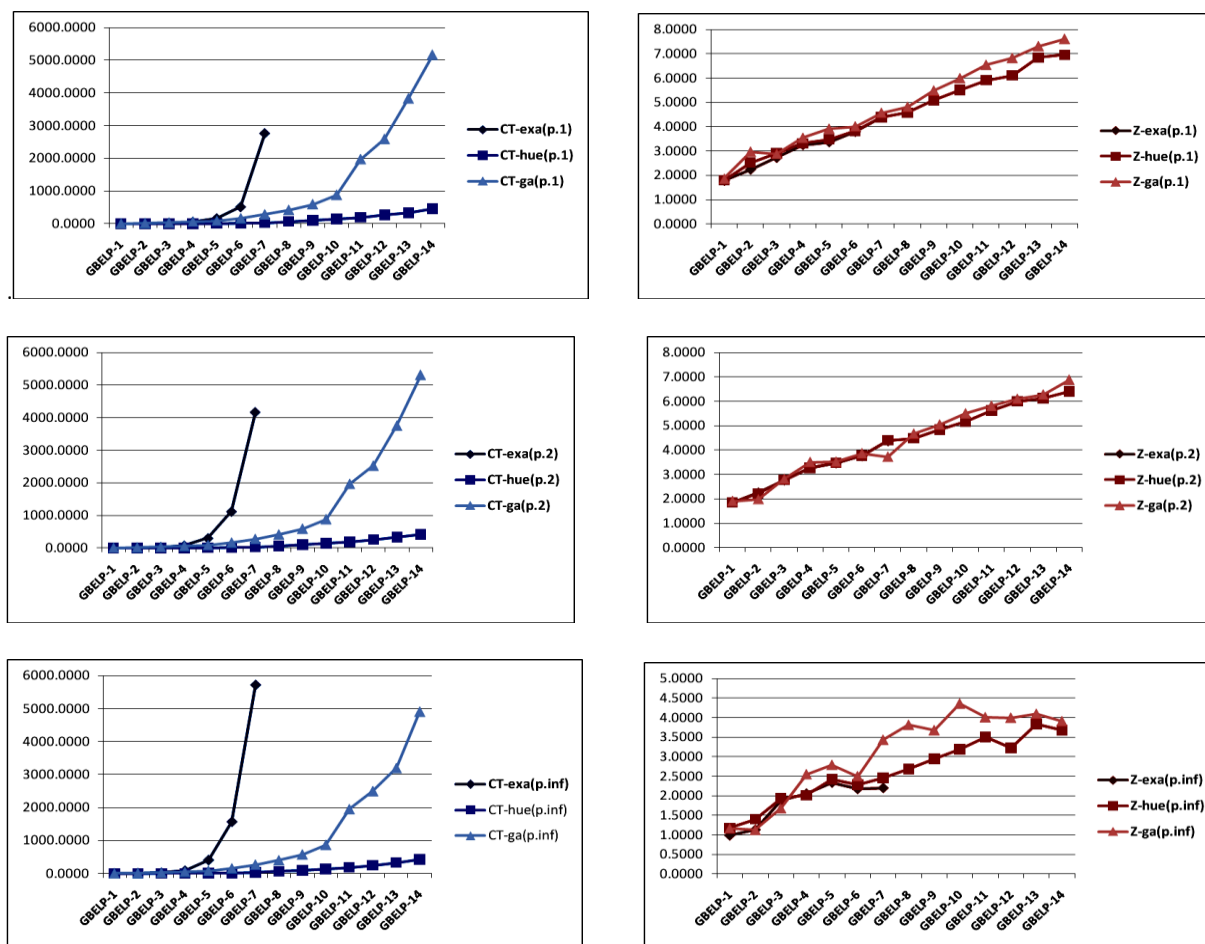 6000.0000
5000.0000
4000.0000
3000.0000
2000.0000
1000.0000
0.0000
GBELP-1
GBELP-2
GBELP-3
GBELP-4
GBELP-5
GBELP-6
GBELP-7
GBELP-8
GBELP-9
GBELP-10
GBELP-11
GBELP-12
GBELP-13
GBELP-14
CT-exa(p.1)
CT-hue(p.1)
CT-ga(p.1)
.
8.0000
7.0000
6.0000
5.0000
4.0000
3.0000
2.0000
1.0000
0.0000
GBELP-1
GBELP-2
GBELP-3
GBELP-4
GBELP-5
GBELP-6
GBELP-7
GBELP-8
GBELP-9
GBELP-10
GBELP-11
GBELP-12
GBELP-13
GBELP-14
Z-exa(p.1)
Z-hue(p.1)
Z-ga(p.1)
6000.0000
5000.0000
4000.0000
3000.0000
2000.0000
1000.0000
0.0000
GBELP-1
GBELP-2
GBELP-3
GBELP-4
GBELP-5
GBELP-6
GBELP-7
GBELP-8
GBELP-9
GBELP-10
GBELP-11
GBELP-12
GBELP-13
GBELP-14
CT-exa(p.2)
CT-hue(p.2)
CT-ga(p.2)
8.0000
7.0000
6.0000
5.0000
4.0000
3.0000
2.0000
1.0000
0.0000
GBELP-1
GBELP-2
GBELP-3
GBELP-4
GBELP-5
GBELP-6
GBELP-7
GBELP-8
GBELP-9
GBELP-10
GBELP-11
GBELP-12
GBELP-13
GBELP-14
Z-exa(p.2)
Z-hue(p.2)
Z-ga(p.2)
6000.0000
5000.0000
4000.0000
3000.0000
2000.0000
1000.0000
0.0000
GBELP-1
GBELP-2
GBELP-3
GBELP-4
GBELP-5
GBELP-6
GBELP-7
GBELP-8
GBELP-9
GBELP-10
GBELP-11
GBELP-12
GBELP-13
GBELP-14
CT-exa(p.inf)
CT-hue(p.inf)
CT-ga(p.inf)
5.0000
4.5000
4.0000
3.5000
3.0000
2.5000
2.0000
1.5000
1.0000
0.5000
0.0000
GBELP-1
GBELP-2
GBELP-3
GBELP-4
GBELP-5
GBELP-6
GBELP-7
GBELP-8
GBELP-9
GBELP-10
GBELP-11
GBELP-12
GBELP-13
GBELP-14
Z-exa(p.inf)
Z-hue(p.inf)
Z-ga(p.inf)